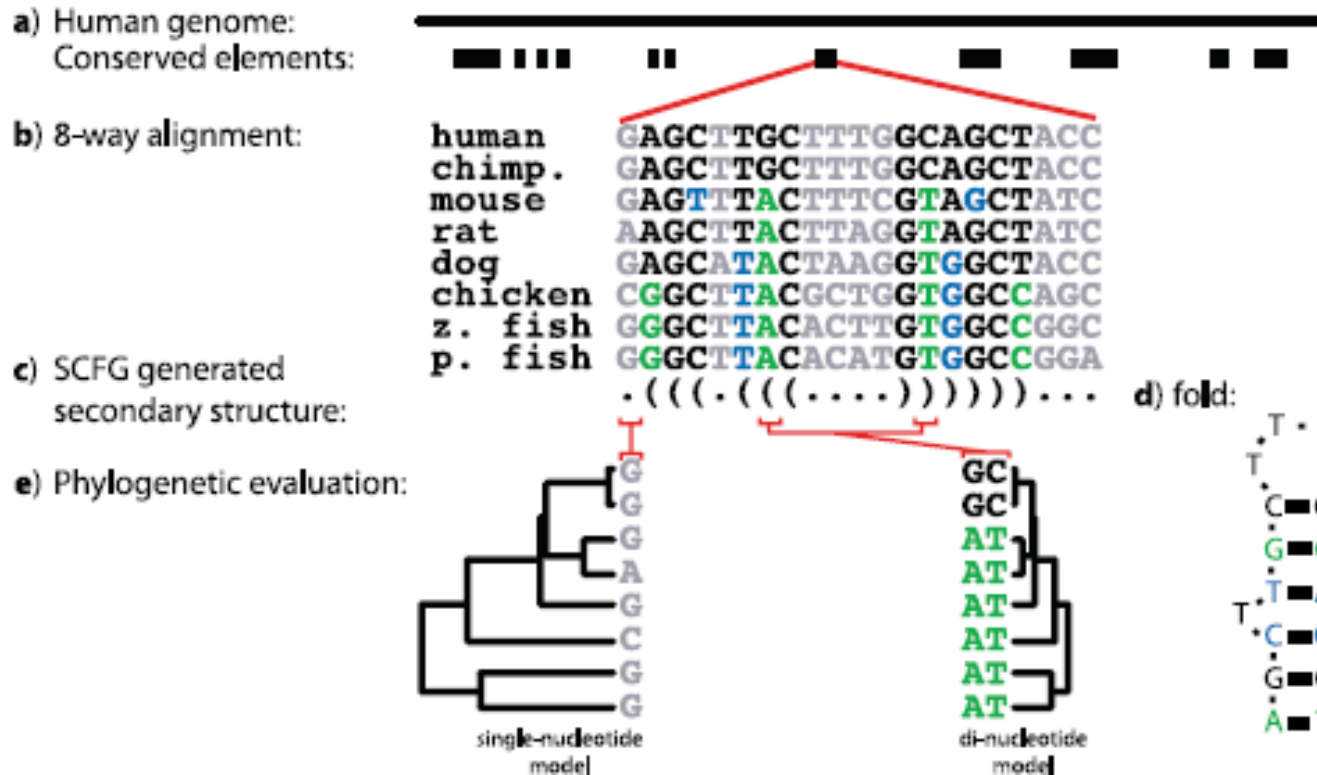 a) Human genome:
Conserved elements:
b) 8-way alignment:
human GAGCTTGCTTTGGCAGCTACC
chimp. GAGCTTGCTTTGGCAGCTACC
mouse GAGTTTACTTTCGTAGCTATC
rat AAGCTTACTTAGGTAGCTATC
dog GAGCATACTAAGGTGGCTACC
chicken CGGCTTACGCTGGTGGCCAGC
z. fish GGGCTTACACTTGTGGCCGGC
p. fish GGGCTTACACATGTGGCCGGA
c) SCFG generated
secondary structure:
.(((.(((....))))))...
d) fold:
T
T
C
G
T
T
C
G
A
e) Phylogenetic evaluation:
G
G
G
A
G
C
G
G
single-nucleotide
model
GC
GC
AT
AT
AT
AT
AT
AT
di-nucleotide
model